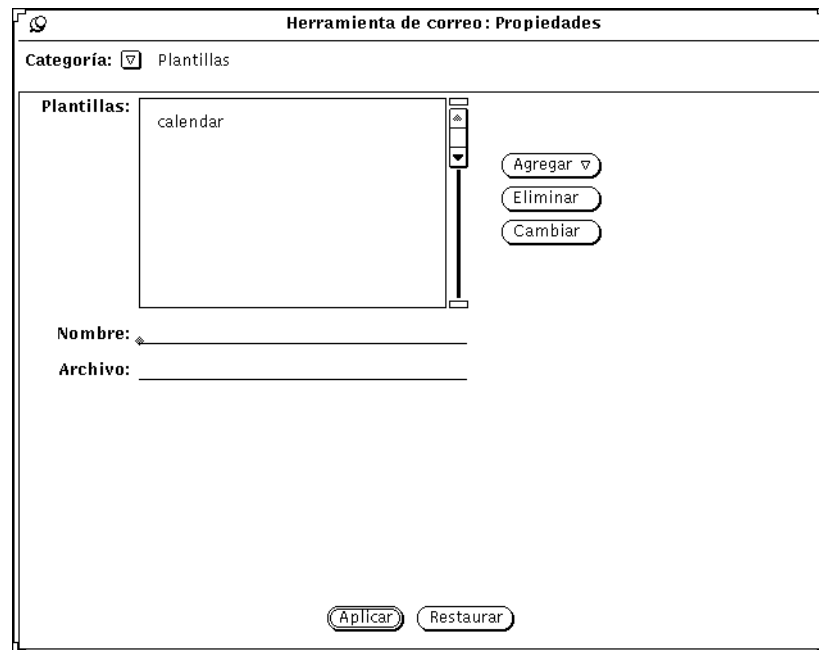 Herramienta de correo: Propiedades
Categoría: Plantillas
Plantillas:
calendar
Agregar
Eliminar
Cambiar
Nombre:
Archivo:
Aplicar Restaurar